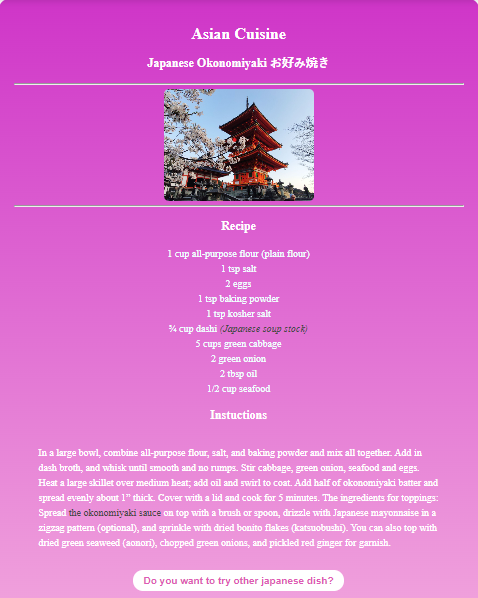 Asian Cuisine
Japanese Okonomiyaki お好み焼き
Recipe
1 cup all-purpose flour (plain flour)
1 tsp salt
2 eggs
1 tsp baking powder
1 tsp kosher salt
¾ cup dashi (Japanese soup stock)
5 cups green cabbage
2 green onion
2 tbsp oil
1/2 cup seafood
Instuctions
In a large bowl, combine all-purpose flour, salt, and baking powder and mix all together. Add in
dash broth, and whisk until smooth and no rumps. Stir cabbage, green onion, seafood and eggs.
Heat a large skillet over medium heat; add oil and swirl to coat. Add half of okonomiyaki batter and
spread evenly about 1” thick. Cover with a lid and cook for 5 minutes. The ingredients for toppings:
Spread the okonomiyaki sauce on top with a brush or spoon, drizzle with Japanese mayonnaise in a
zigzag pattern (optional), and sprinkle with dried bonito flakes (katsuobushi). You can also top with
dried green seaweed (aonori), chopped green onions, and pickled red ginger for garnish.
Do you want to try other japanese dish?